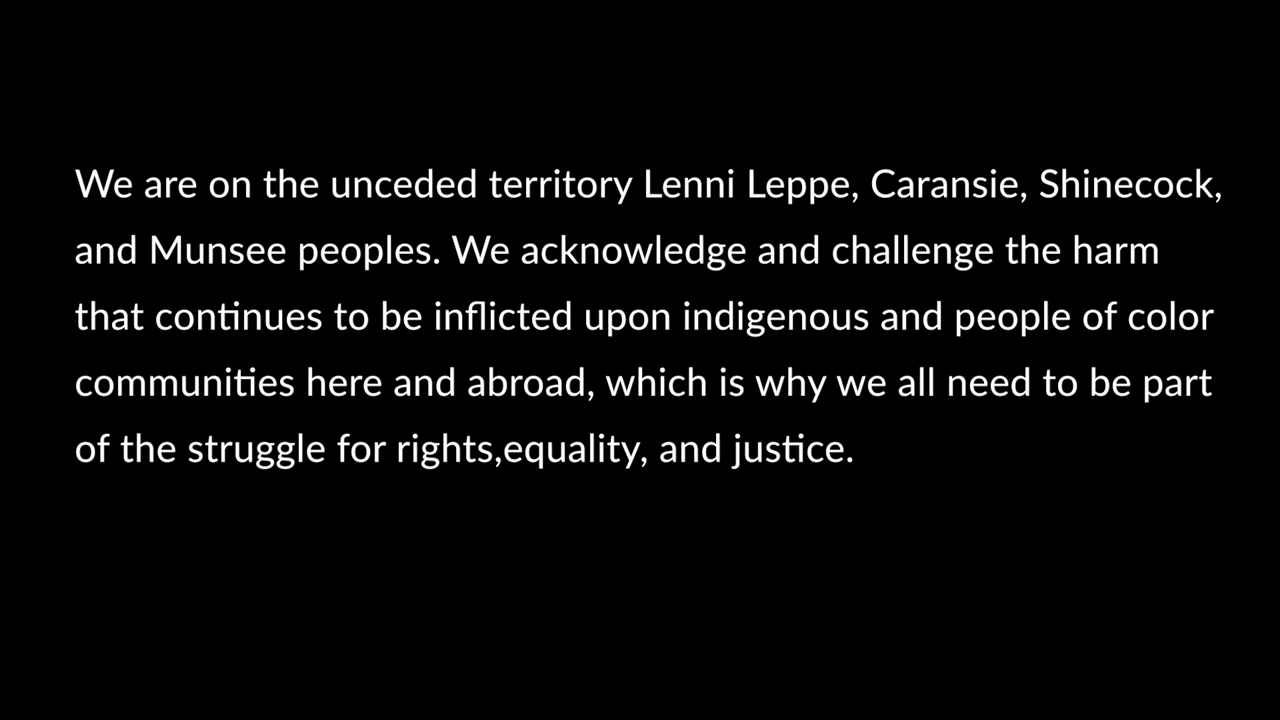 We are on the unceded territory Lenni Leppe, Caransie, Shinecock,
and Munsee peoples. We acknowledge and challenge the harm
that continues to be inflicted upon indigenous and people of color
communities here and abroad, which is why we all need to be part
of the struggle for rights,equality, and justice.